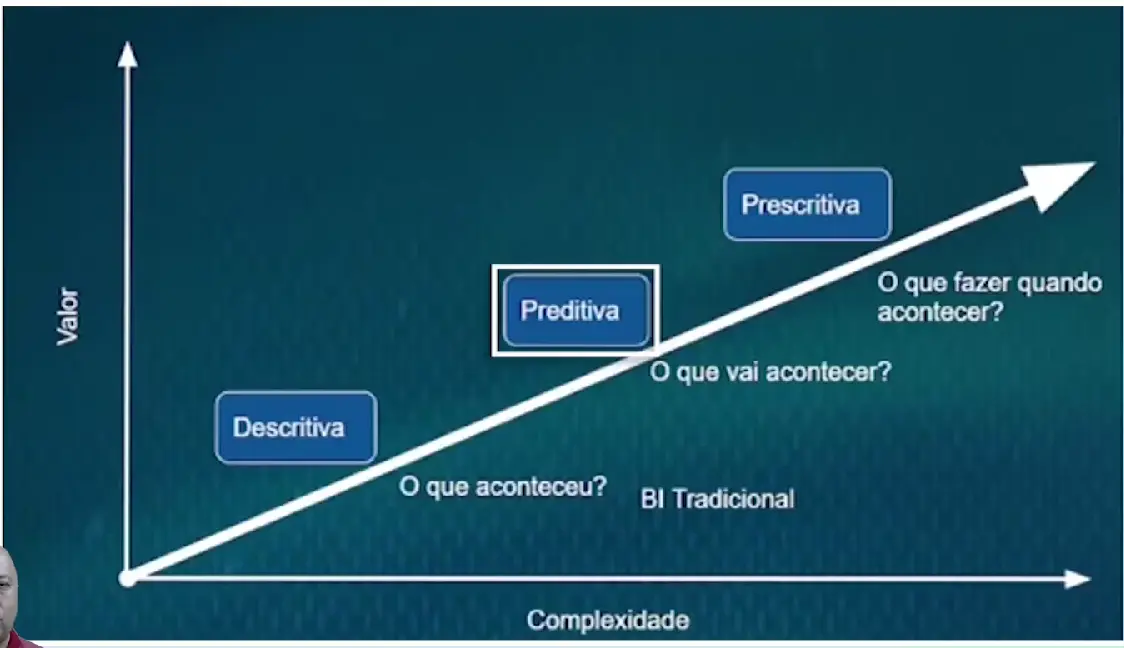 Prescritiva
O que fazer quando
acontecer?
Preditiva
Valor
O que vai acontecer?
Descritiva
O que aconteceu?
BI Tradicional
Complexidade